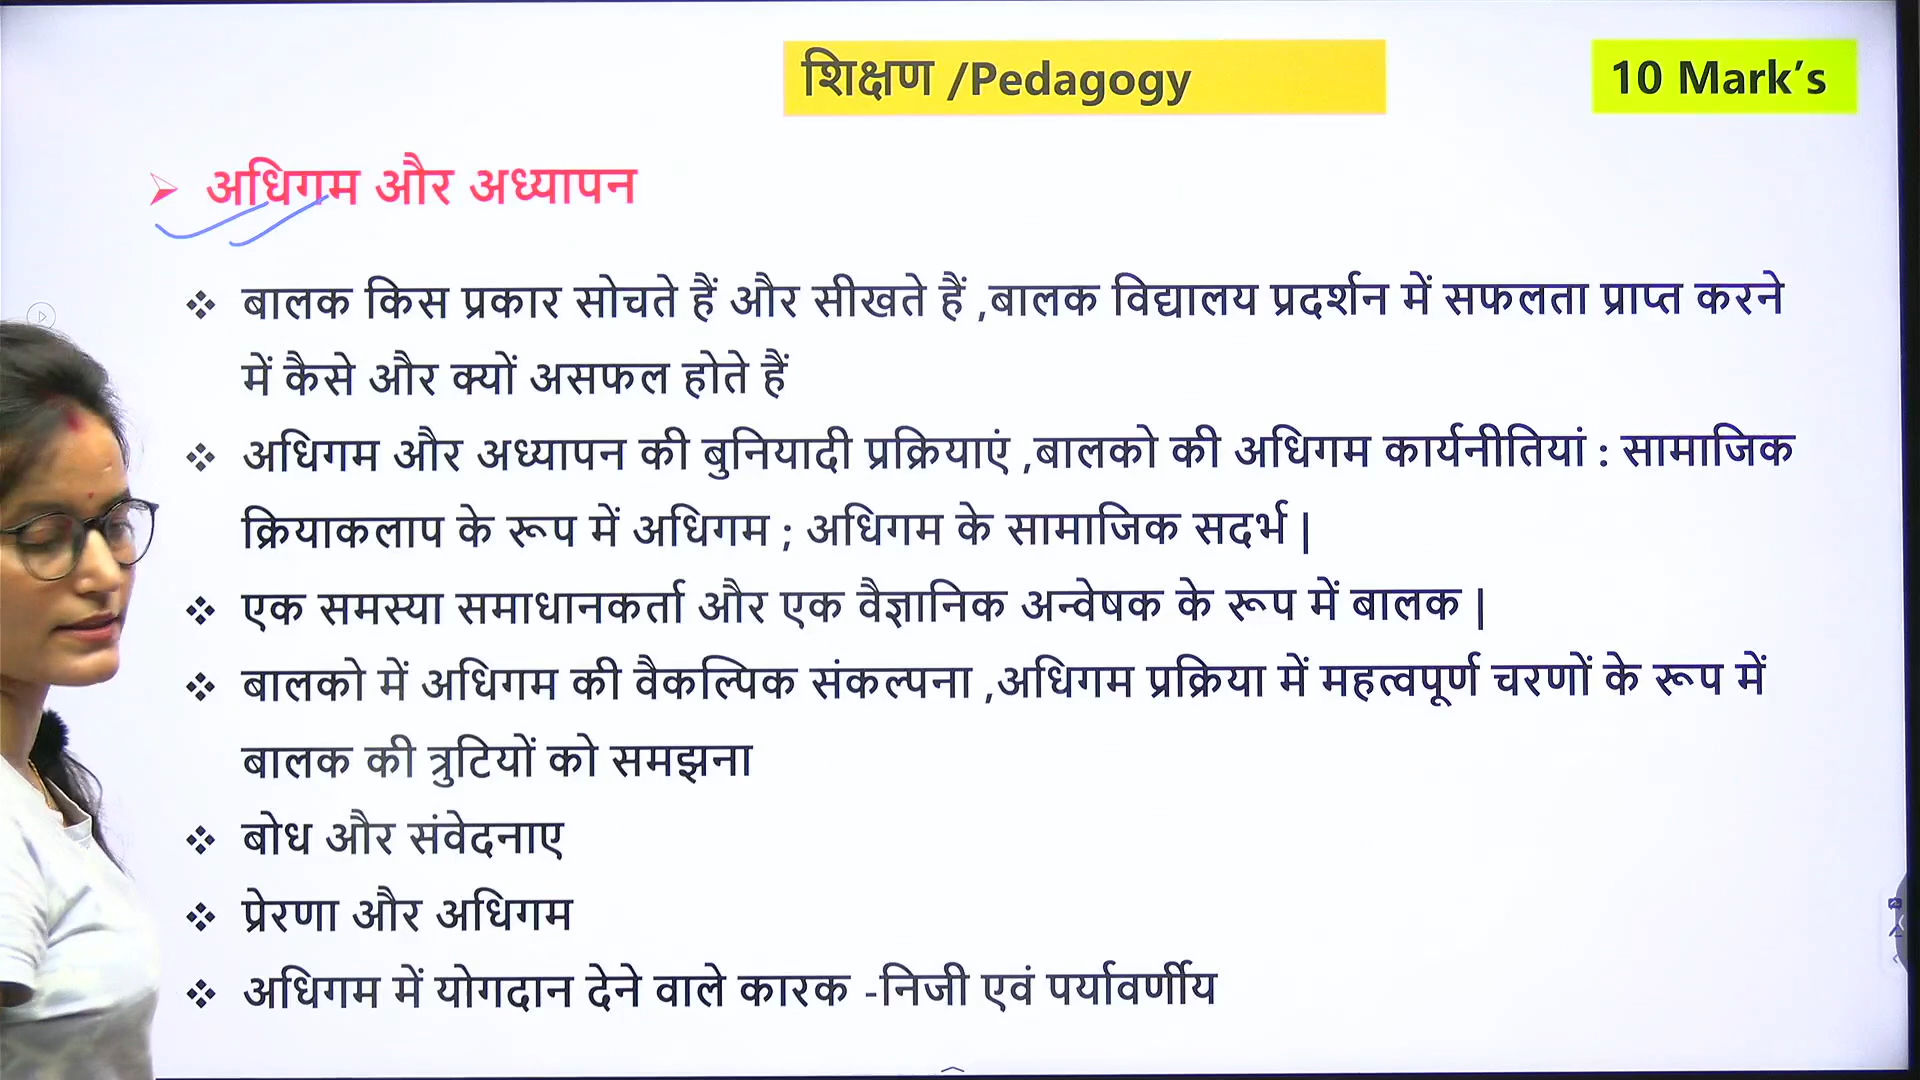 शिक्षण /Pedagogy
10 Mark’s
अधिगम और अध्यापन
बालक किस प्रकार सोचते हैं और सीखते हैं ,बालक विद्यालय प्रदर्शन में सफलता प्राप्त करने
में कैसे और क्यों असफल होते हैं
अधिगम और अध्यापन की बुनियादी प्रक्रियाएं ,बालको की अधिगम कार्यनीतियां : सामाजिक
क्रियाकलाप के रूप में अधिगम ; अधिगम के सामाजिक सदर्भ |
एक समस्या समाधानकर्ता और एक वैज्ञानिक अन्वेषक के रूप में बालक |
बालको में अधिगम की वैकल्पिक संकल्पना ,अधिगम प्रक्रिया में महत्वपूर्ण चरणों के रूप में
बालक की त्रुटियों को समझना
बोध और संवेदनाए
प्रेरणा और अधिगम
अधिगम में योगदान देने वाले कारक -निजी एवं पर्यावर्णीय